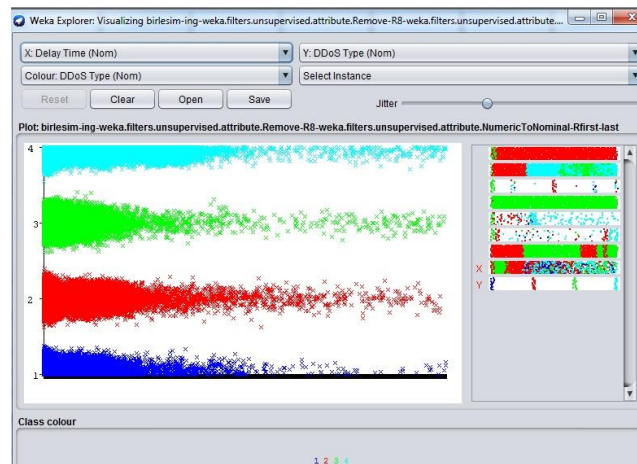 Weka Explorer: Visualizing birlesim-ing-weka.filters.unsupervised.attribute.Remove-R8-weka.filters.unsupervised.attribute....
X: Delay Time (Nom) Y: DDoS Type (Nom)
Colour: DDoS Type (Nom) Select Instance
Reset Clear Open Save Jitter
Plot: birlesim-ing-weka.filters.unsupervised.attribute.Remove-R8-weka.filters.unsupervised.attribute.NumericToNominal-Rfirst-last
4
3
2
1
X
Y
Class colour
1 2 3 4